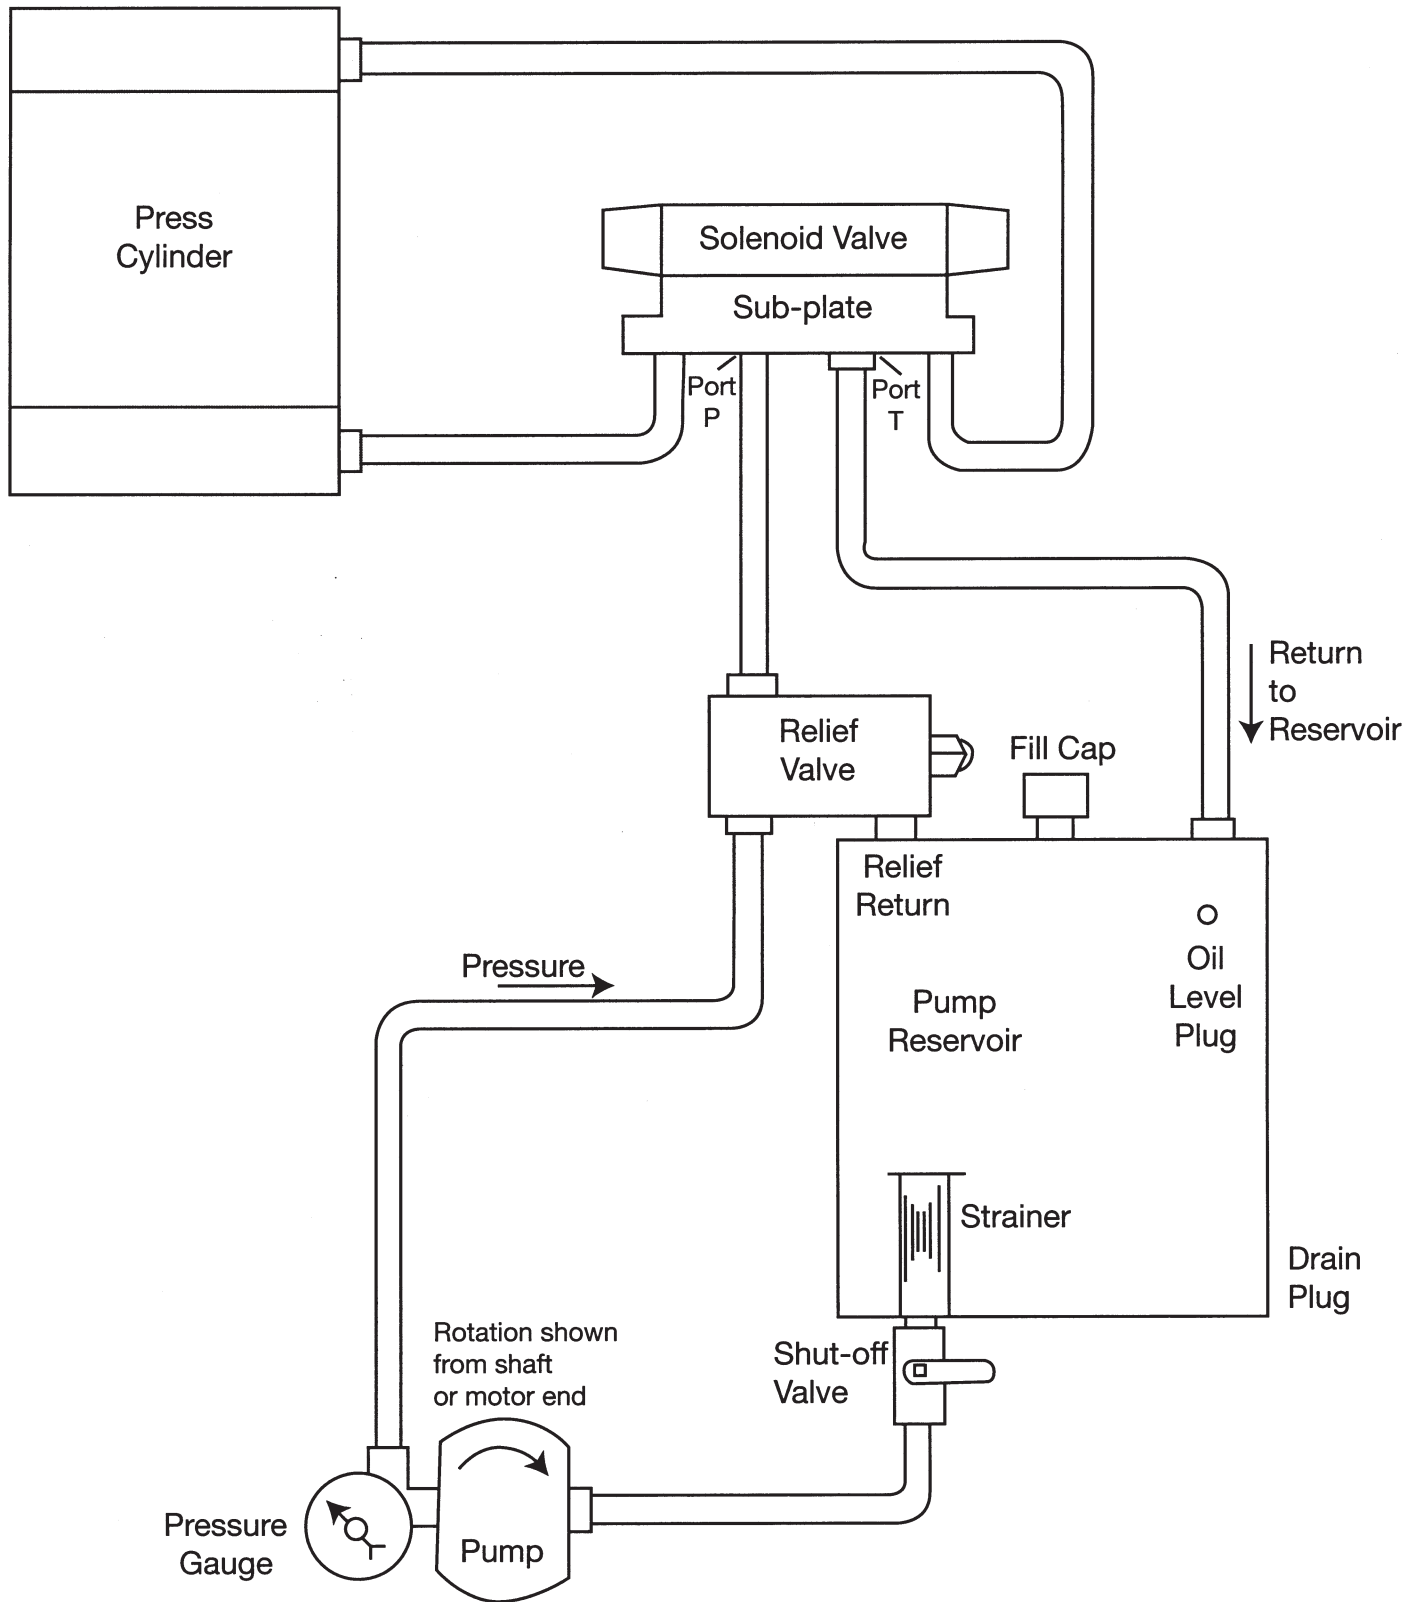 Press
Cylinder
Solenoid Valve
Sub-plate
Port
P
Port
T
Return
to
Reservoir
Relief
Valve
Fill Cap
Relief
Return
Oil
Level
Plug
Pressure
Pump
Reservoir
Strainer
Drain
Plug
Rotation shown
from shaft
or motor end
Shut-off
Valve
Pressure
Gauge
Pump